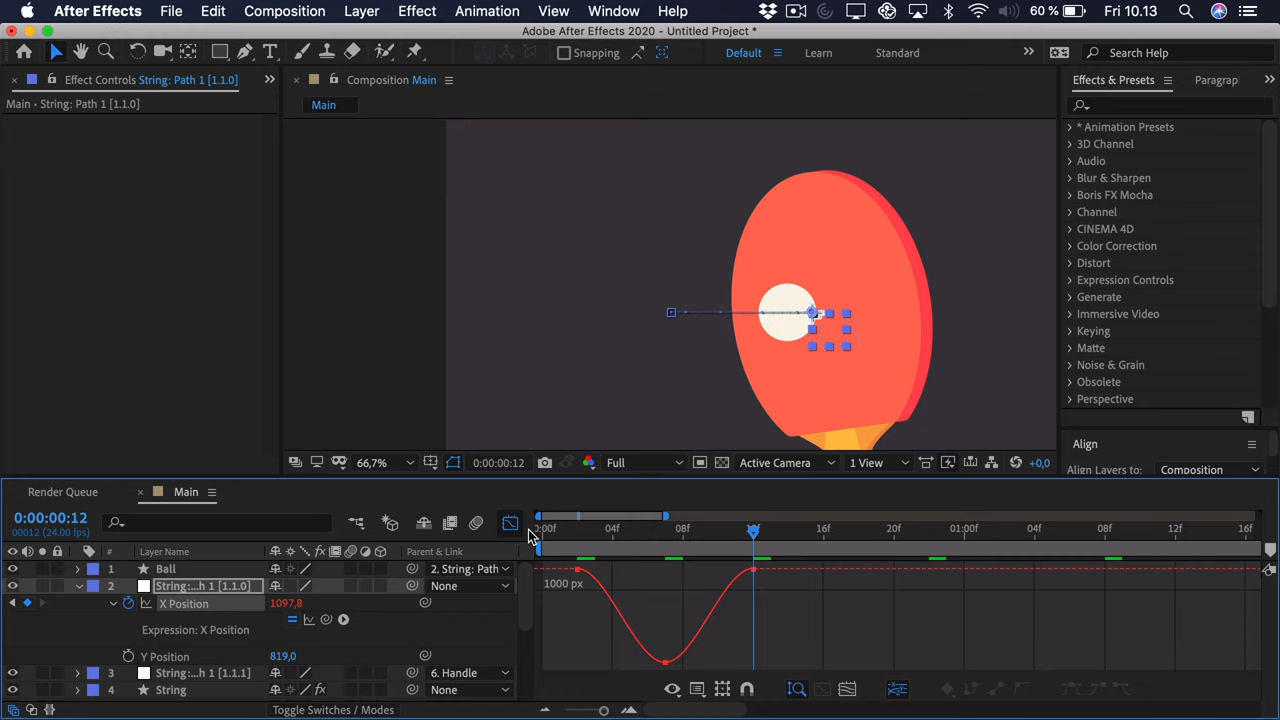 After Effects File Edit Composition Layer Effect Animation View Window Help 60 % Fri 10.13
Adobe After Effects 2020 - Untitled Project *
Snapping Default Learn Standard Search Help
Effect Controls String: Path 1 [1.1.0] Composition Main Effects & Presets Paragrap
Main - String: Path 1 [1.1.0] Main
* Animation Presets
3D Channel
Audio
Blur & Sharpen
Boris FX Mocha
Channel
CINEMA 4D
Color Correction
Distort
Expression Controls
Generate
Immersive Video
Keying
Matte
Noise & Grain
Obsolete
Perspective
Align
66,7% 0:00:00:12 Full Active Camera 1 View +0,0 Align Layers to: Composition
Render Queue Main
0:00:00:12
00012 (24.00 fps)
0:00f 04f 08f 12f 16f 20f 01:00f 04f 08f 12f 16f
# Layer Name Parent & Link
1 Ball 2. String: Path
2 String:...h 1 [1.1.0] None
1000 px
X Position 1097,8
Expression: X Position
Y Position 819,0
3 String:...h 1 [1.1.1] 6. Handle
4 String None
Toggle Switches / Modes